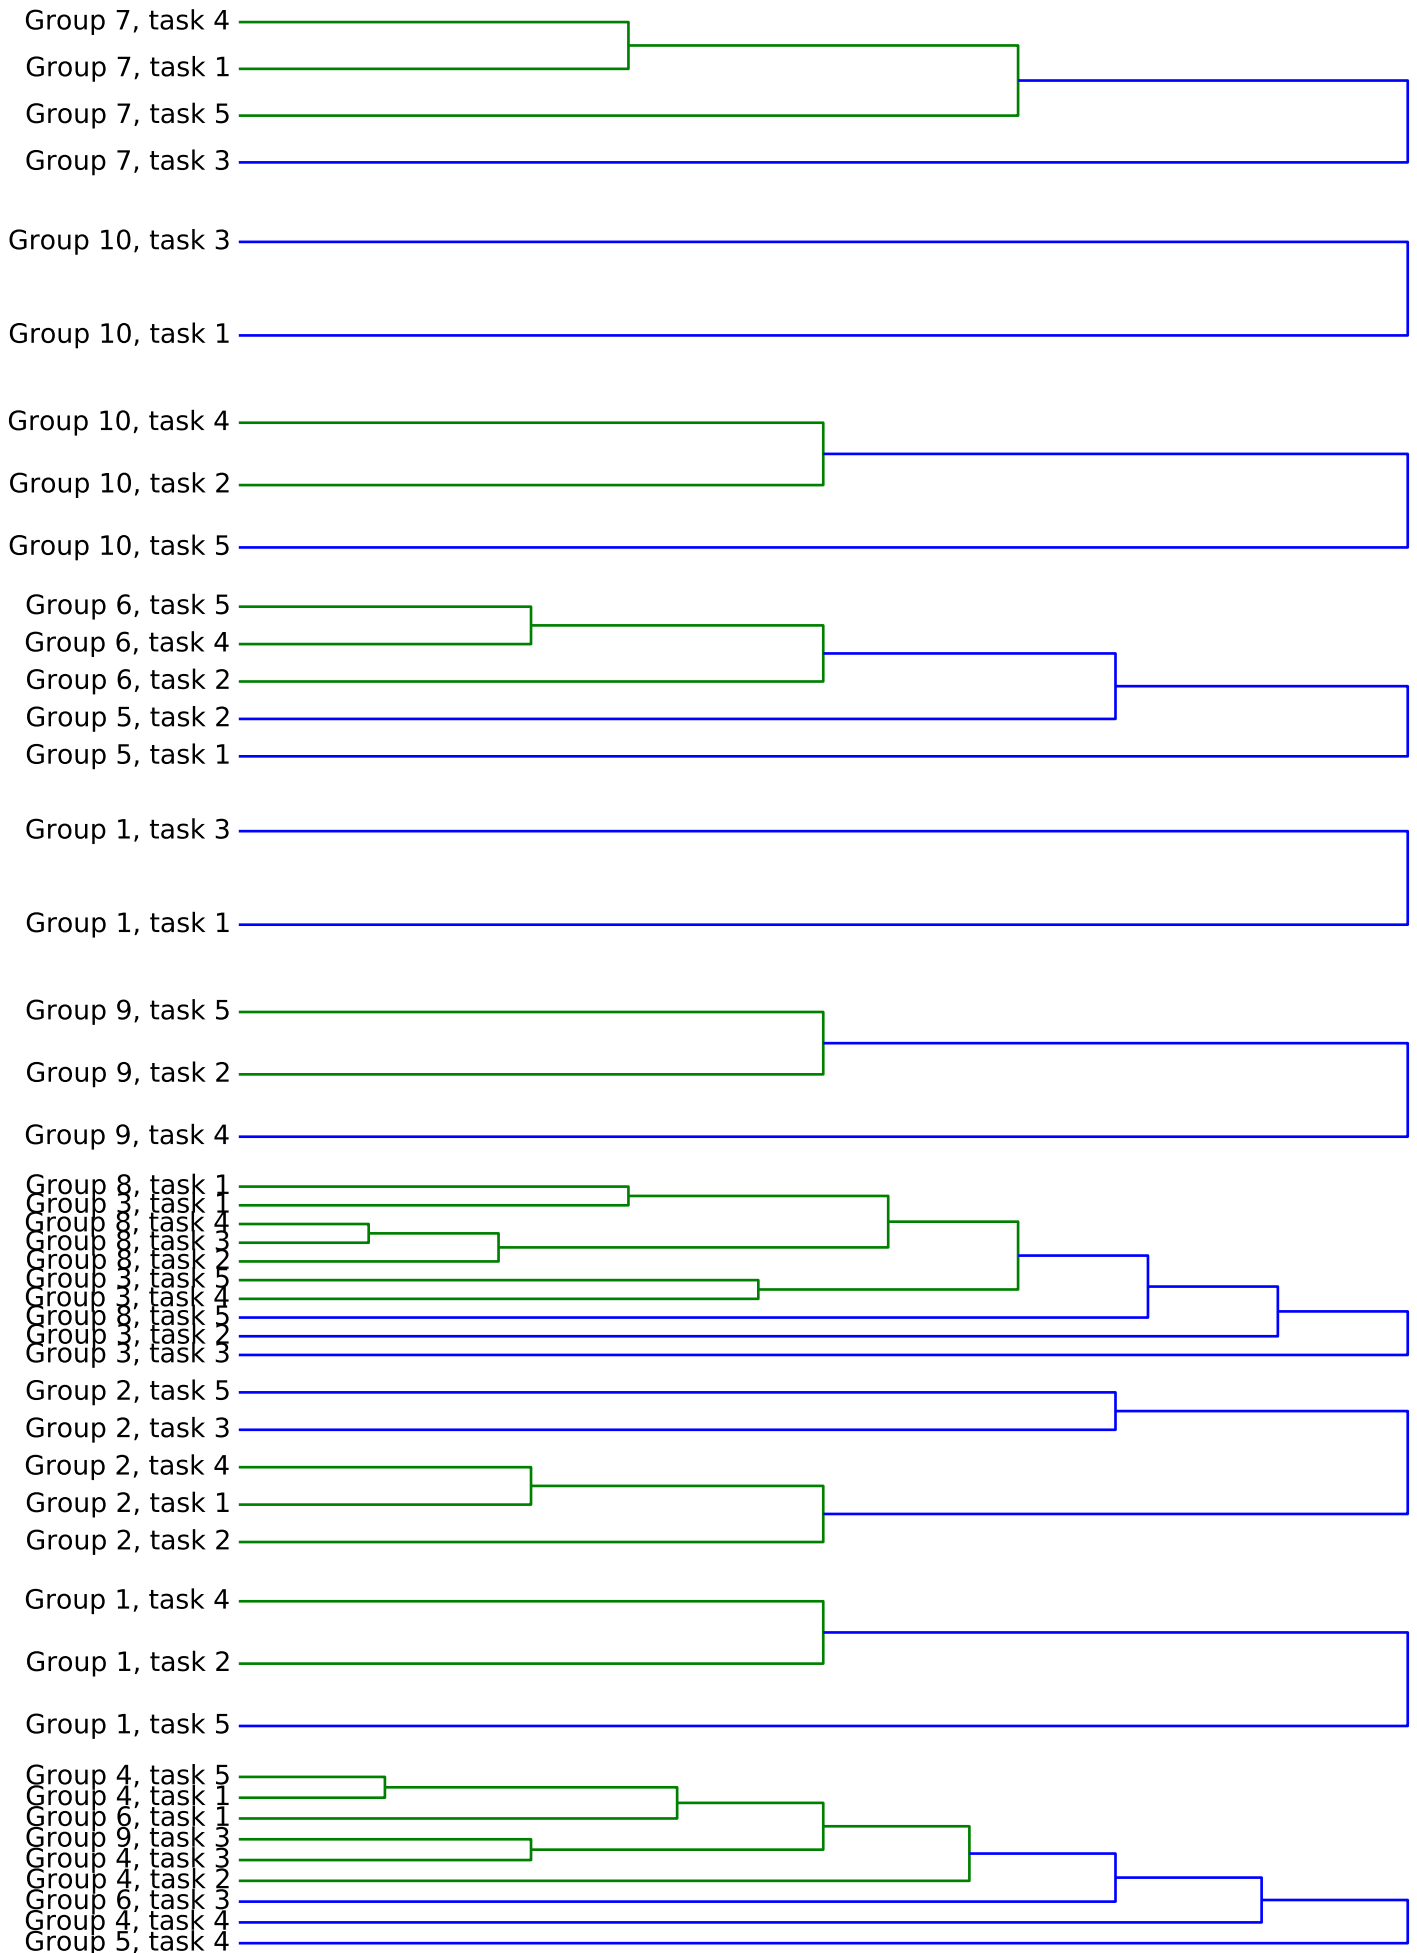 Group 7, task 4
Group 7, task 1
Group 7, task 5
Group 7, task 3
Group 10, task 3
Group 10, task 1
Group 10, task 4
Group 10, task 2
Group 10, task 5
Group 6, task 5
Group 6, task 4
Group 6, task 2
Group 5, task 2
Group 5, task 1
Group 1, task 3
Group 1, task 1
Group 9, task 5
Group 9, task 2
Group 9, task 4
Group 8, task 1
Group 3, task 1
Group 8, task 4
Group 8, task 3
Group 8, task 2
Group 3, task 5
Group 3, task 4
Group 8, task 5
Group 3, task 2
Group 3, task 3
Group 2, task 5
Group 2, task 3
Group 2, task 4
Group 2, task 1
Group 2, task 2
Group 1, task 4
Group 1, task 2
Group 1, task 5
Group 4, task 5
Group 4, task 1
Group 6, task 1
Group 9, task 3
Group 4, task 3
Group 4, task 2
Group 6, task 3
Group 4, task 4
Group 5, task 4